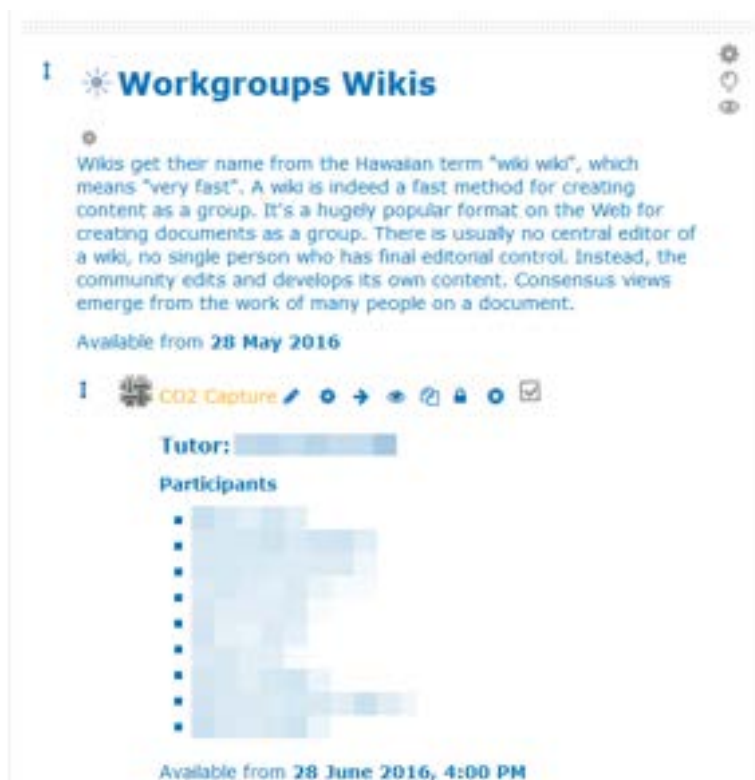 Workgroups Wikis
Wikis get their name from the Hawaiian term "wiki wiki", which
means "very fast". A wiki is indeed a fast method for creating
content as a group. It's a hugely popular format on the Web for
creating documents as a group. There is usually no central editor of
a wiki, no single person who has final editorial control. Instead, the
community edits and develops its own content. Consensus views
emerge from the work of many people on a document.
Available from 28 May 2016
CO2 Capture
Tutor:
Participants
Available from 28 June 2016, 4:00 PM